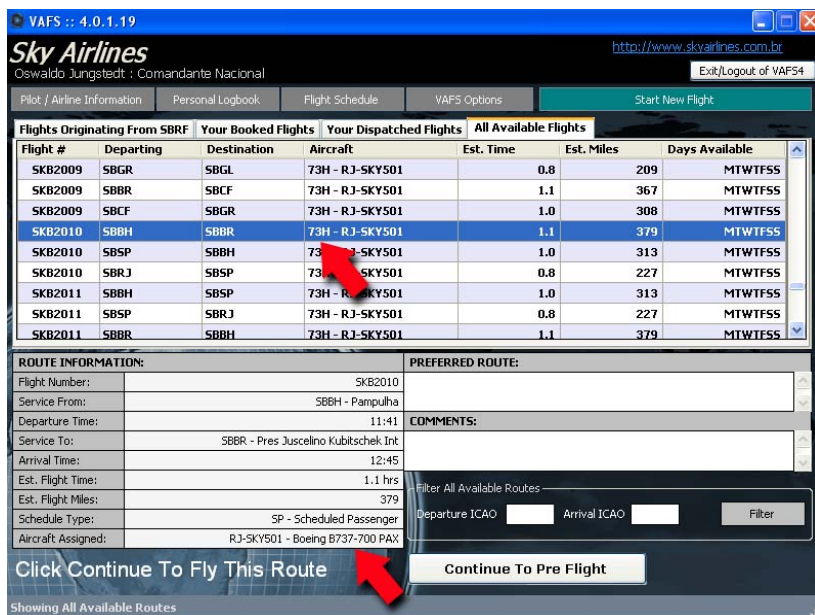 VAFS :: 4.0.1.19
Sky Airlines
http://www.skyairlines.com.br
Oswaldo Jungstedt : Comandante Nacional
Exit/Logout of VAFS4
Pilot / Airline Information Personal Logbook Flight Schedule VAFS Options Start New Flight
Flights Originating From SBRF Your Booked Flights Your Dispatched Flights All Available Flights
Flight # Departing Destination Aircraft Est. Time Est. Miles Days Available
SKB2009 SBGR SBGL 73H - RJ-SKY501 0.8 209 MTWTFSS
SKB2009 SBBR SBCF 73H - RJ-SKY501 1.1 367 MTWTFSS
SKB2009 SBCF SBGR 73H - RJ-SKY501 1.0 308 MTWTFSS
SKB2010 SBBH SBBR 73H - RJ-SKY501 1.1 379 MTWTFSS
SKB2010 SBSP SBBH 73 J-SKY501 1.0 313 MTWTFSS
SKB2010 SBRJ SBSP 73H - RJ-SKY501 0.8 227 MTWTFSS
SKB2011 SBBH SBSP 73H - RJ-SKY501 1.0 313 MTWTFSS
SKB2011 SBSP SBRJ 73H - RJ-SKY501 0.8 227 MTWTFSS
SKB2011 SBBR SBBH 73H - RJ-SKY501 1.1 379 MTWTFSS
ROUTE INFORMATION:
Flight Number: SKB2010
Service From: SBBH - Pampulha
Departure Time: 11:41
Service To: SBBR - Pres Juscelino Kubitschek Int
Arrival Time: 12:45
Est. Flight Time: 1.1 hrs
Est. Flight Miles: 379
Schedule Type: SP - Scheduled Passenger
Aircraft Assigned: RJ-SKY501 - Boeing B737-700 PAX
PREFERRED ROUTE:
COMMENTS:
Filter All Available Routes
Departure ICAO Arrival ICAO Filter
Click Continue To Fly This Route
Continue To Pre Flight
Showing All Available Routes